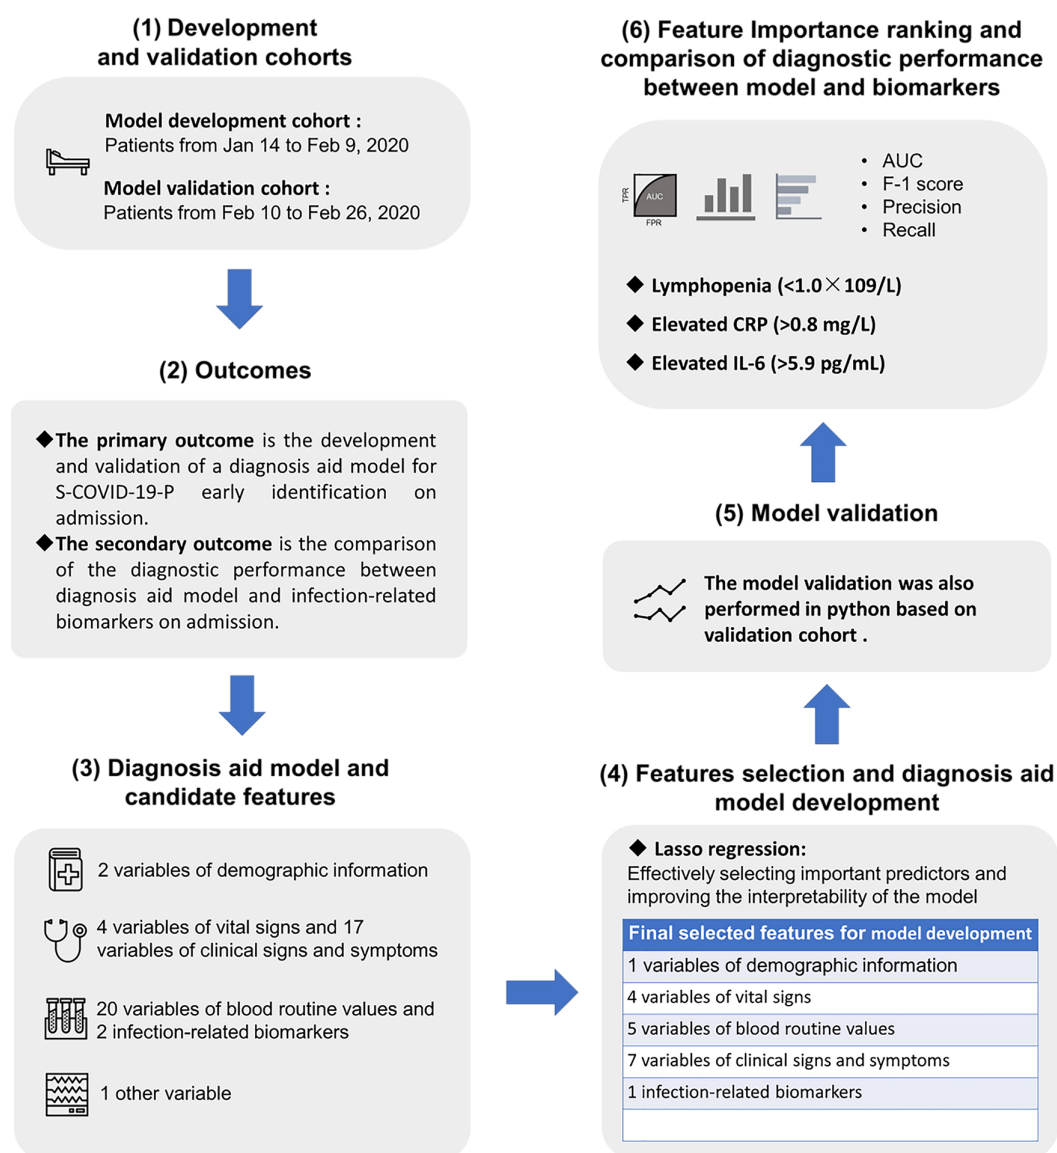 (1) Development
and validation cohorts
Model development cohort :
Patients from Jan 14 to Feb 9, 2020
Model validation cohort :
Patients from Feb 10 to Feb 26, 2020
(2) Outcomes
◆The primary outcome is the development
and validation of a diagnosis aid model for
S-COVID-19-P early identification on
admission.
◆The secondary outcome is the comparison
of the diagnostic performance between
diagnosis aid model and infection-related
biomarkers on admission.
(3) Diagnosis aid model and
candidate features
2 variables of demographic information
4 variables of vital signs and 17
variables of clinical signs and symptoms
20 variables of blood routine values and
2 infection-related biomarkers
1 other variable
(4) Features selection and diagnosis aid
model development
◆ Lasso regression:
Effectively selecting important predictors and
improving the interpretability of the model
Final selected features for model development
1 variables of demographic information
4 variables of vital signs
5 variables of blood routine values
7 variables of clinical signs and symptoms
1 infection-related biomarkers
(5) Model validation
The model validation was also
performed in python based on
validation cohort .
(6) Feature Importance ranking and
comparison of diagnostic performance
between model and biomarkers
TPR
AUC
FPR
• AUC
• F-1 score
• Precision
• Recall
◆ Lymphopenia (<1.0×109/L)
◆ Elevated CRP (>0.8 mg/L)
◆ Elevated IL-6 (>5.9 pg/mL)